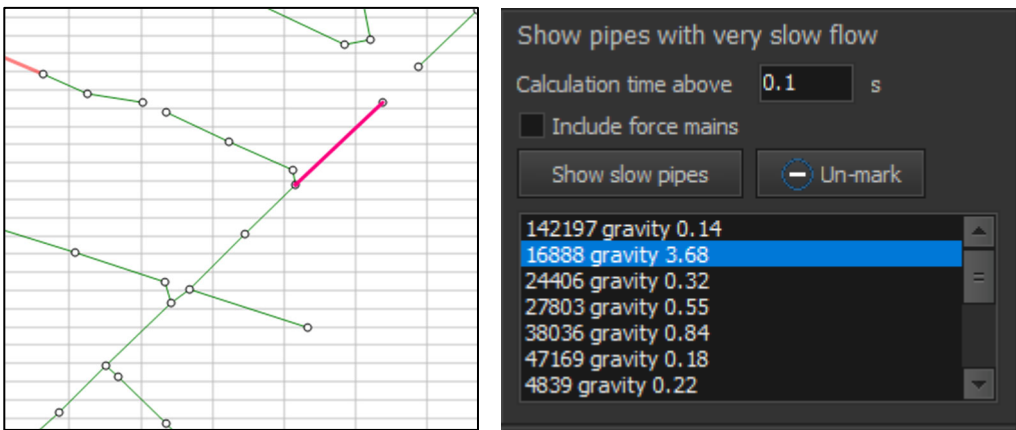 Show pipes with very slow flow
Calculation time above 0.1 s
Include force mains
Show slow pipes Un-mark
142197 gravity 0.14
16888 gravity 3.68
24406 gravity 0.32
27803 gravity 0.55
38036 gravity 0.84
47169 gravity 0.18
4839 gravity 0.22